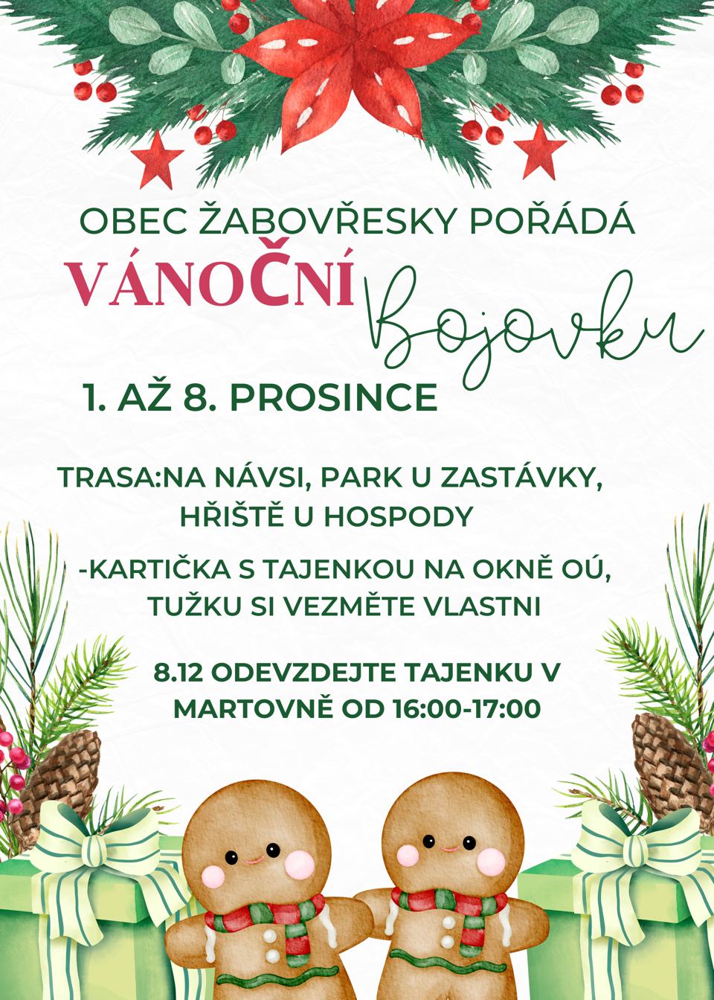 OBEC ŽABOVŘESKY POŘÁDÁ
VÁNOČNÍ Bojovku
1. AŽ 8. PROSINCE
TRASA:NA NÁVSI, PARK U ZASTÁVKY,
HŘIŠTĚ U HOSPODY
-KARTIČKA S TAJENKOU NA OKNĚ OÚ,
TUŽKU SI VEZMĚTE VLASTNI
8.12 ODEVZDEJTE TAJENKU V
MARTOVNĚ OD 16:00-17:00